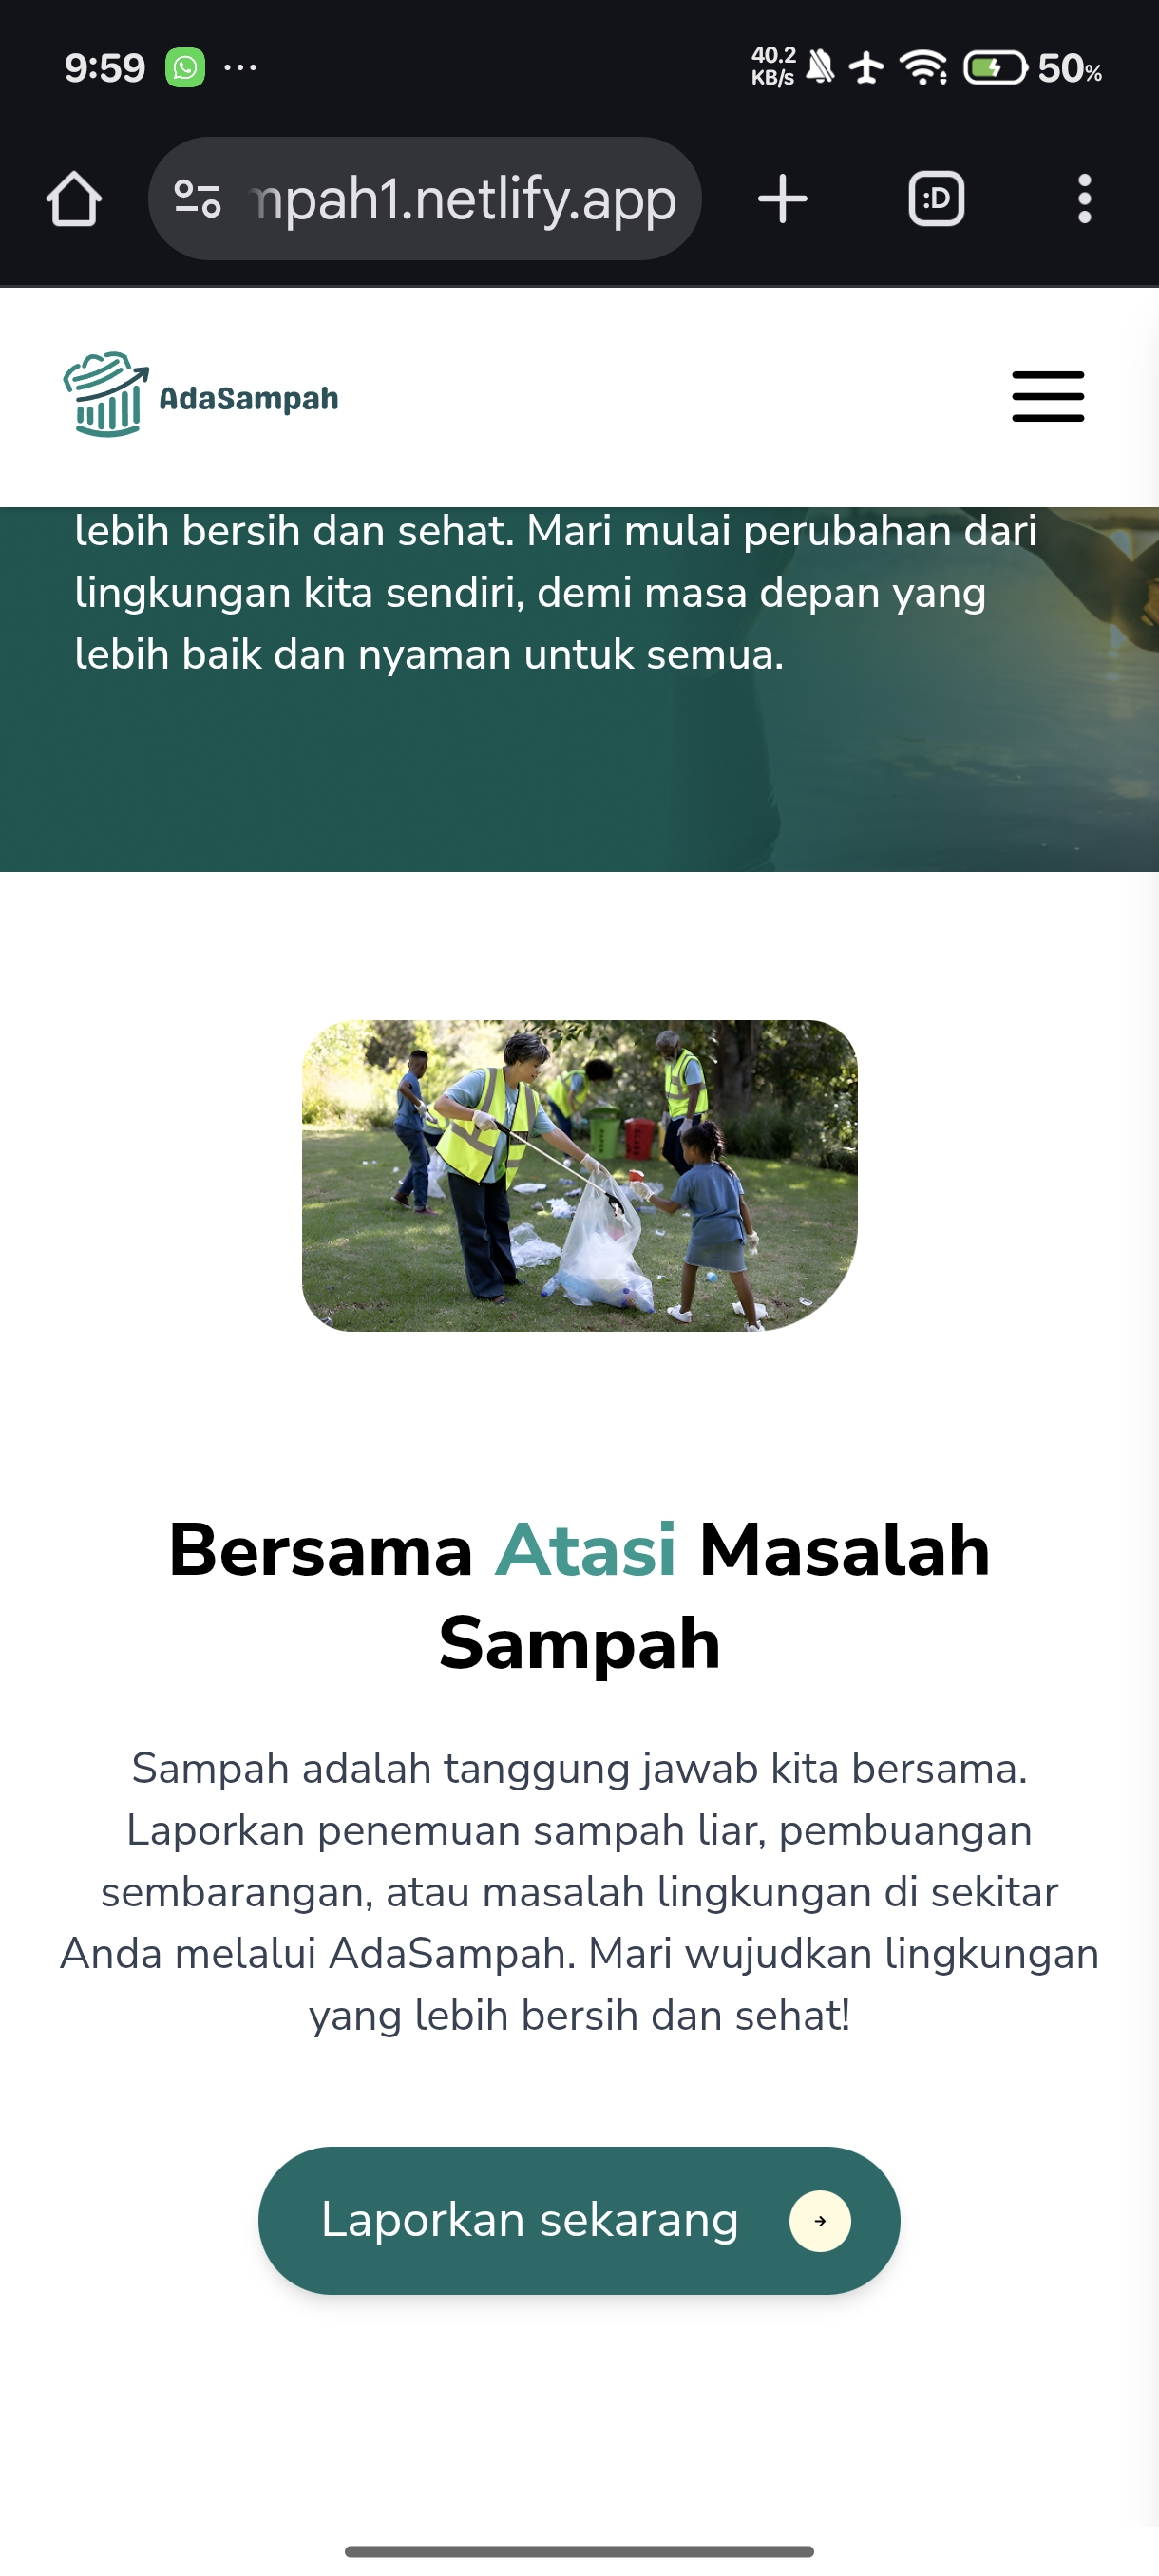 9:59 ...
40.2
KB/s
50%
mpah1.netlify.app
:D
AdaSampah
lebih bersih dan sehat. Mari mulai perubahan dari
lingkungan kita sendiri, demi masa depan yang
lebih baik dan nyaman untuk semua.
Bersama Atasi Masalah
Sampah
Sampah adalah tanggung jawab kita bersama.
Laporkan penemuan sampah liar, pembuangan
sembarangan, atau masalah lingkungan di sekitar
Anda melalui AdaSampah. Mari wujudkan lingkungan
yang lebih bersih dan sehat!
Laporkan sekarang